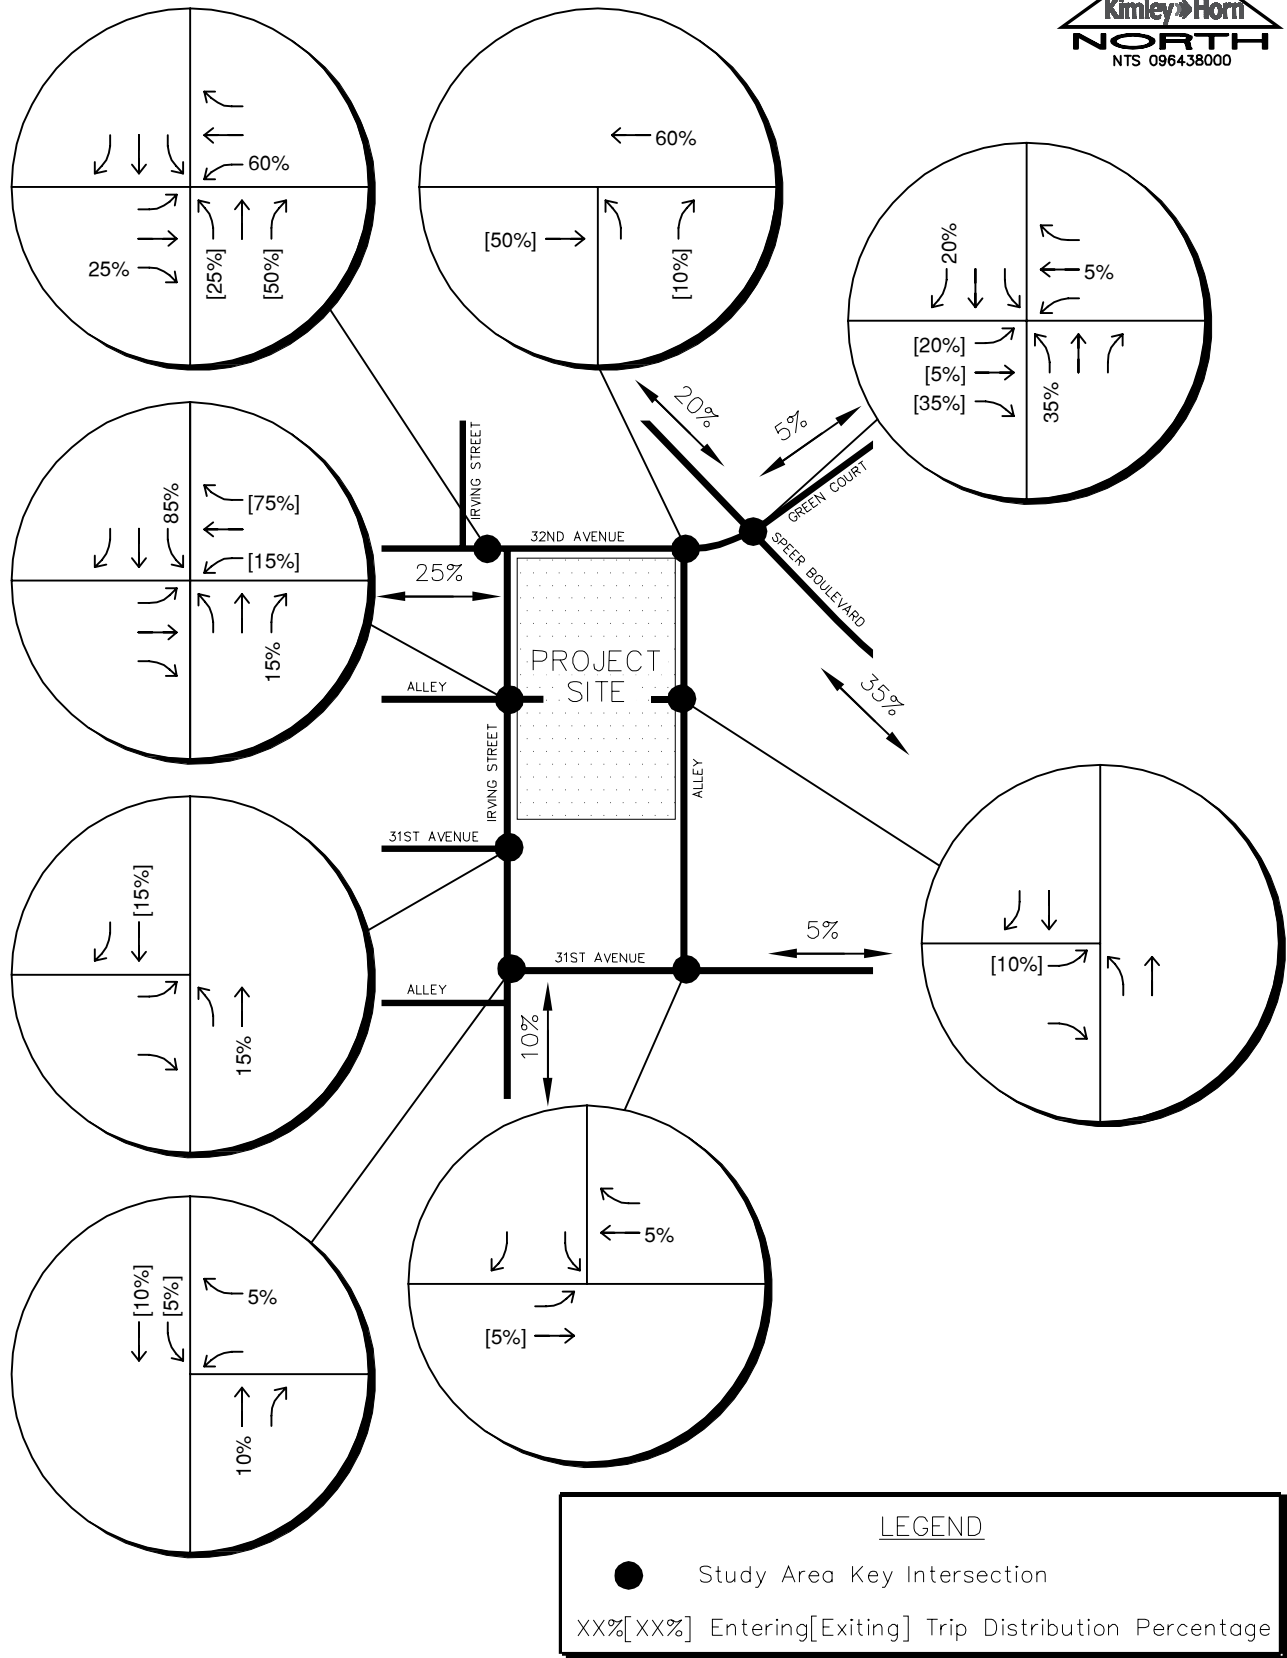 Kimley»Horn
NORTH
NTS 096438000
60%
25%
[25%]
[50%]
60%
[50%]
[10%]
20%
5%
[20%]
[5%]
[35%]
35%
20%
5%
IRVING STREET
GREEN COURT
32ND AVENUE
SPEER BOULEVARD
25%
85%
[75%]
[15%]
15%
PROJECT
SITE
ALLEY
35%
IRVING STREET
ALLEY
31ST AVENUE
[15%]
15%
[10%]
5%
31ST AVENUE
ALLEY
10%
[10%]
[5%]
5%
10%
5%
[5%]
LEGEND
Study Area Key Intersection
XX%[XX%] Entering[Exiting] Trip Distribution Percentage